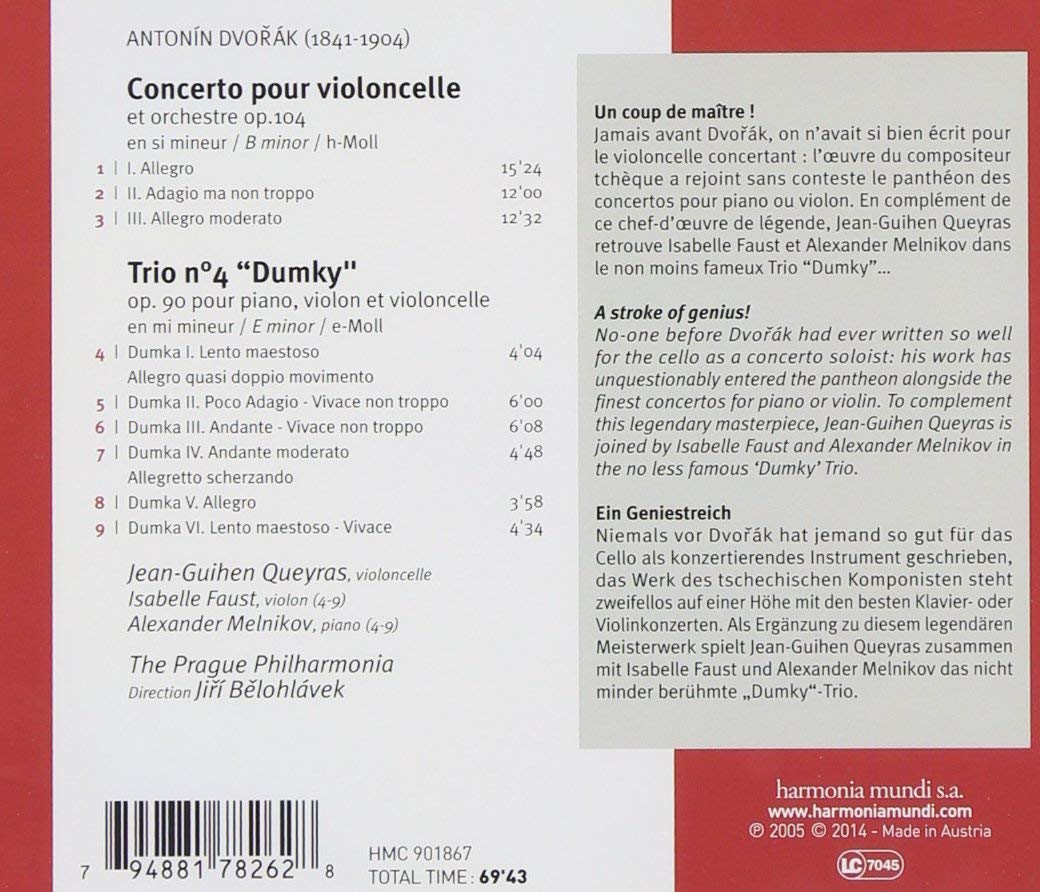 ANTONÍN DVOŘÁK (1841-1904)
Concerto pour violoncelle
et orchestre op.104
en si mineur / B minor / h-Moll
1 | I. Allegro 15'24
2 | II. Adagio ma non troppo 12'00
3 | III. Allegro moderato 12'32
Trio nº4 “Dumky"
op. 90 pour piano, violon et violoncelle
en mi mineur / E minor / e-Moll
4 | Dumka I. Lento maestoso 4'04
Allegro quasi doppio movimento
5 | Dumka II. Poco Adagio - Vivace non troppo 6'00
6 | Dumka III. Andante - Vivace non troppo 6'08
7 | Dumka IV. Andante moderato 4'48
Allegretto scherzando
8 | Dumka V. Allegro 3'58
9 | Dumka VI. Lento maestoso - Vivace 4'34
Jean-Guihen Queyras, violoncelle
Isabelle Faust, violon (4-9)
Alexander Melnikov, piano (4-9)
The Prague Philharmonia
Direction Jiří Bělohlávek
7 94881 78262 8
HMC 901867
TOTAL TIME : 69'43
Un coup de maître !
Jamais avant Dvořák, on n’avait si bien écrit pour
le violoncelle concertant : l’œuvre du compositeur
tchèque a rejoint sans conteste le panthéon des
concertos pour piano ou violon. En complément de
ce chef-d’œuvre de légende, Jean-Guihen Queyras
retrouve Isabelle Faust et Alexander Melnikov dans
le non moins fameux Trio “Dumky”...
A stroke of genius!
No-one before Dvořák had ever written so well
for the cello as a concerto soloist: his work has
unquestionably entered the pantheon alongside the
finest concertos for piano or violin. To complement
this legendary masterpiece, Jean-Guihen Queyras is
joined by Isabelle Faust and Alexander Melnikov in
the no less famous ‘Dumky’ Trio.
Ein Geniestreich
Niemals vor Dvořák hat jemand so gut für das
Cello als konzertierendes Instrument geschrieben,
das Werk des tschechischen Komponisten steht
zweifellos auf einer Höhe mit den besten Klavier- oder
Violinkonzerten. Als Ergänzung zu diesem legendären
Meisterwerk spielt Jean-Guihen Queyras zusammen
mit Isabelle Faust und Alexander Melnikov das nicht
minder berühmte „Dumky“-Trio.
harmonia mundi s.a.
www.harmoniamundi.com
℗ 2005 © 2014 - Made in Austria
LC 7045